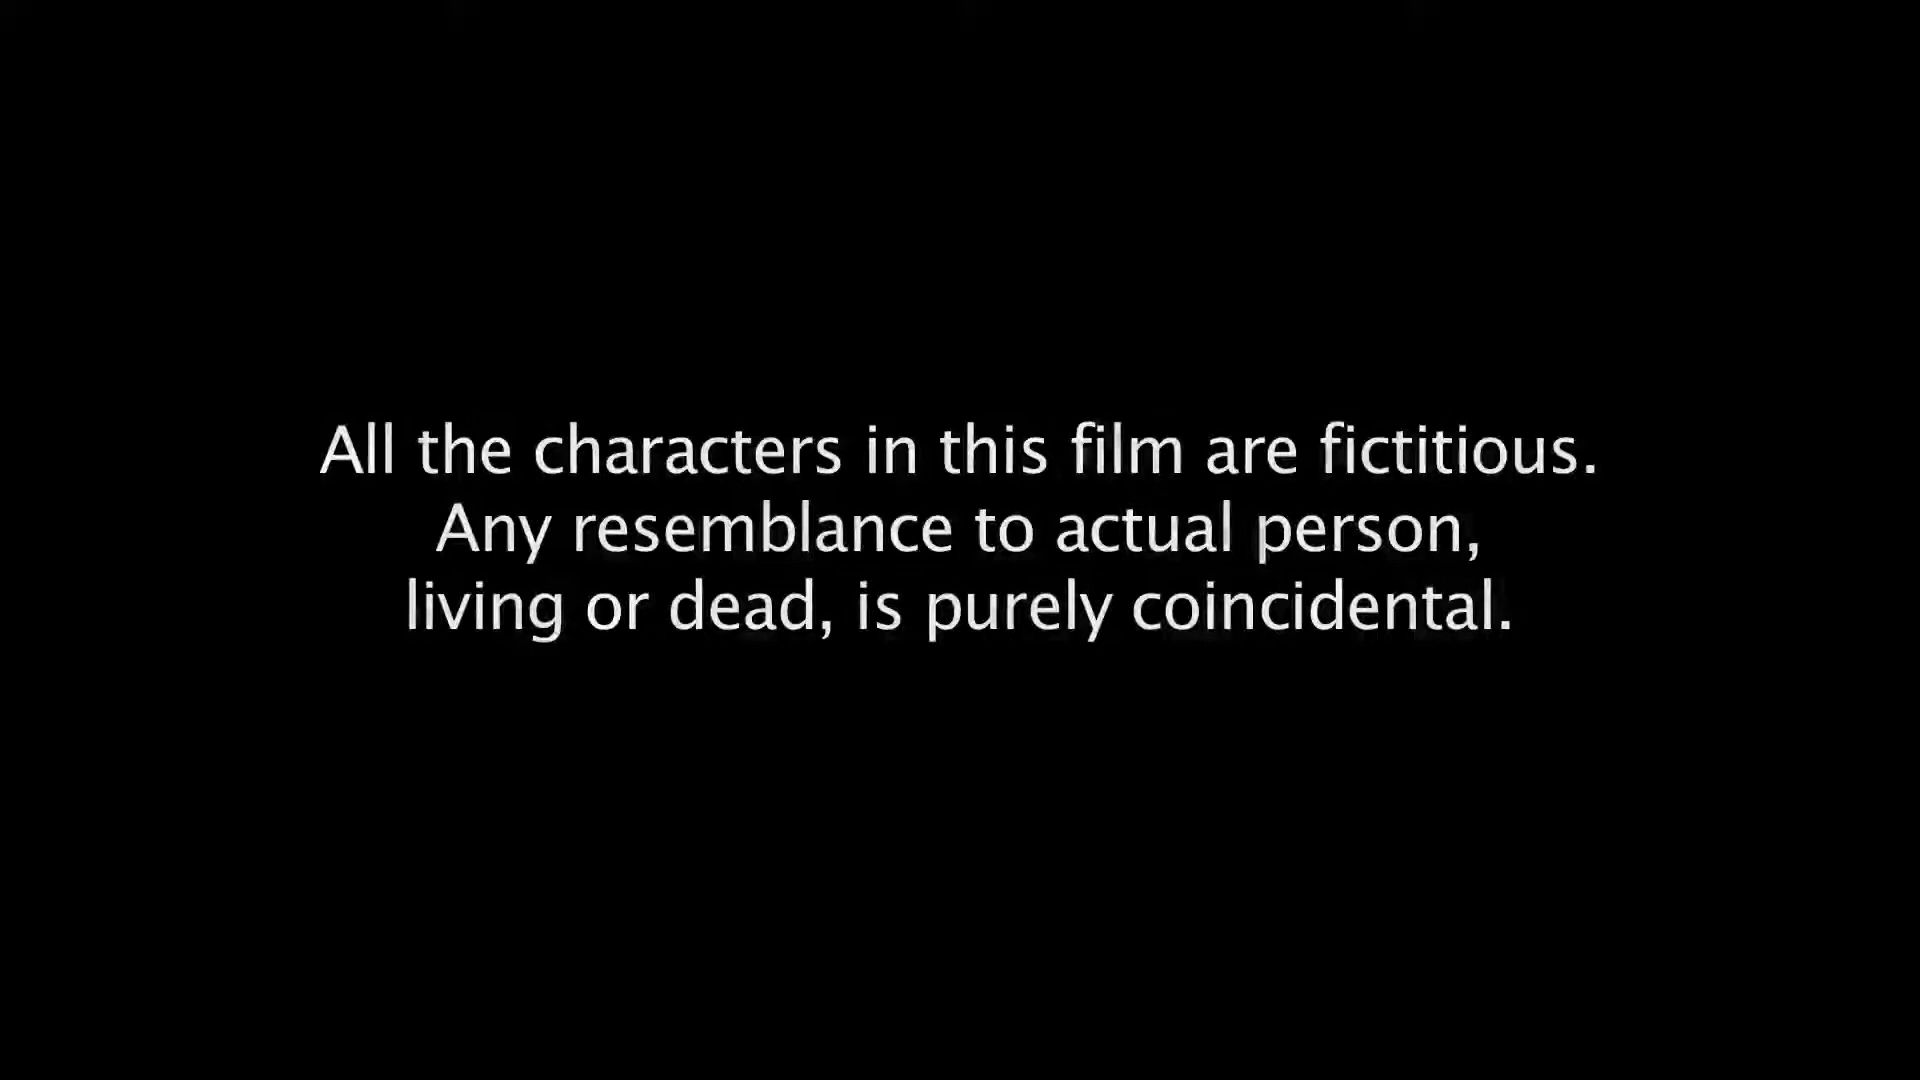 All the characters in this film are fictitious.
Any resemblance to actual person,
living or dead, is purely coincidental.